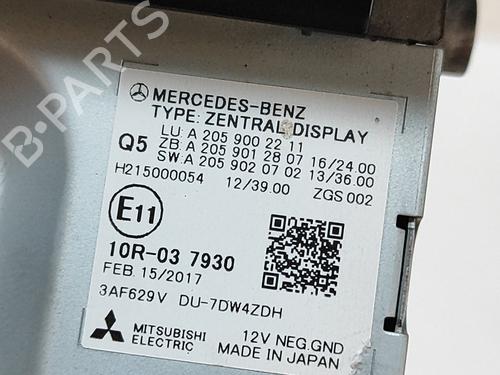 B-PARTS
MERCEDES-BENZ
TYPE: ZENTRAL DISPLAY
LU: A 205 900 22 11
Q5 ZB: A 205 901 28 07 16/24.00
SW: A 205 902 07 02 13/36.00
H215000054 12/39.00 ZGS 002
E11
10R-03 7930
FEB. 15/2017
3AF629V DU-7DW4ZDH
MITSUBISHI ELECTRIC
12V NEG.GND
MADE IN JAPAN